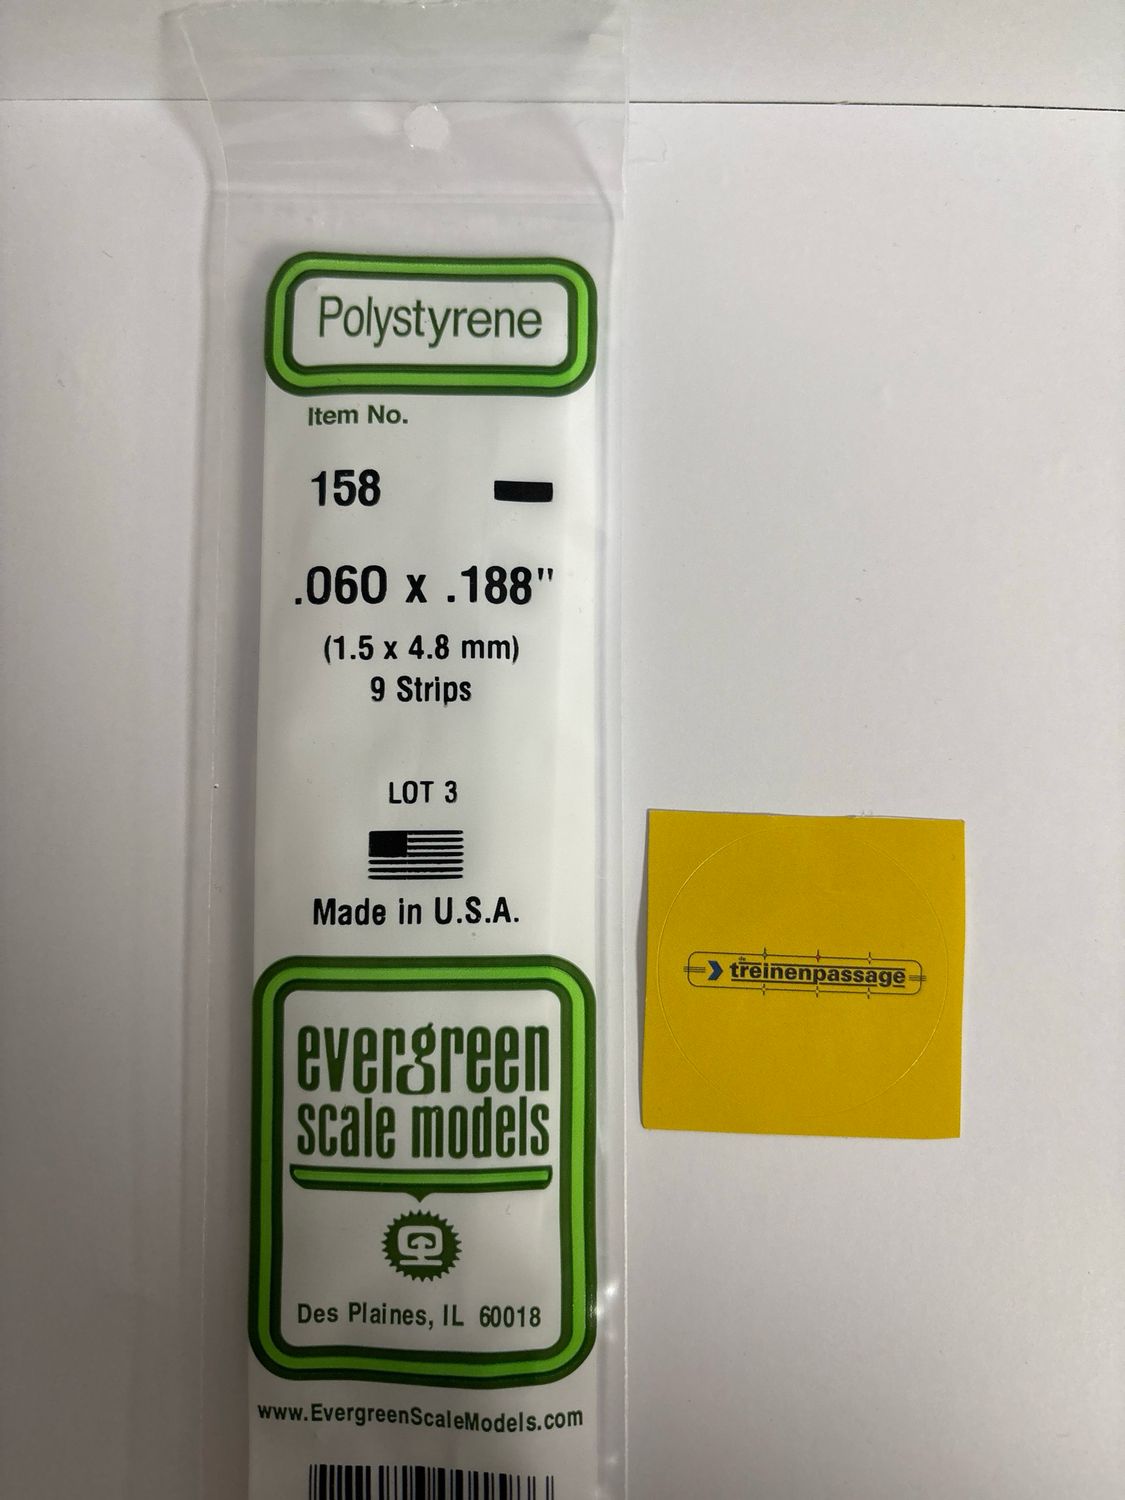 Polystyrene
Item No.
158
.060 x .188"
(1.5 x 4.8 mm)
9 Strips
LOT 3
Made in U.S.A.
evergreen
scale models
Des Plaines, IL 60018
www.EvergreenScaleModels.com
de
treinenpassage